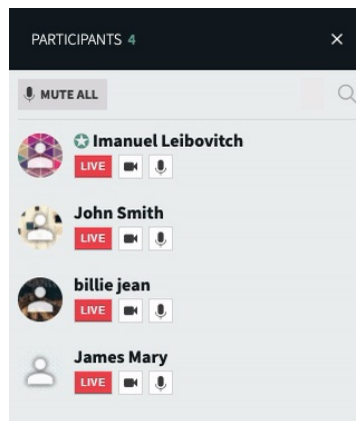 PARTICIPANTS 4
MUTE ALL
Imanuel Leibovitch
LIVE
John Smith
LIVE
billie jean
LIVE
James Mary
LIVE